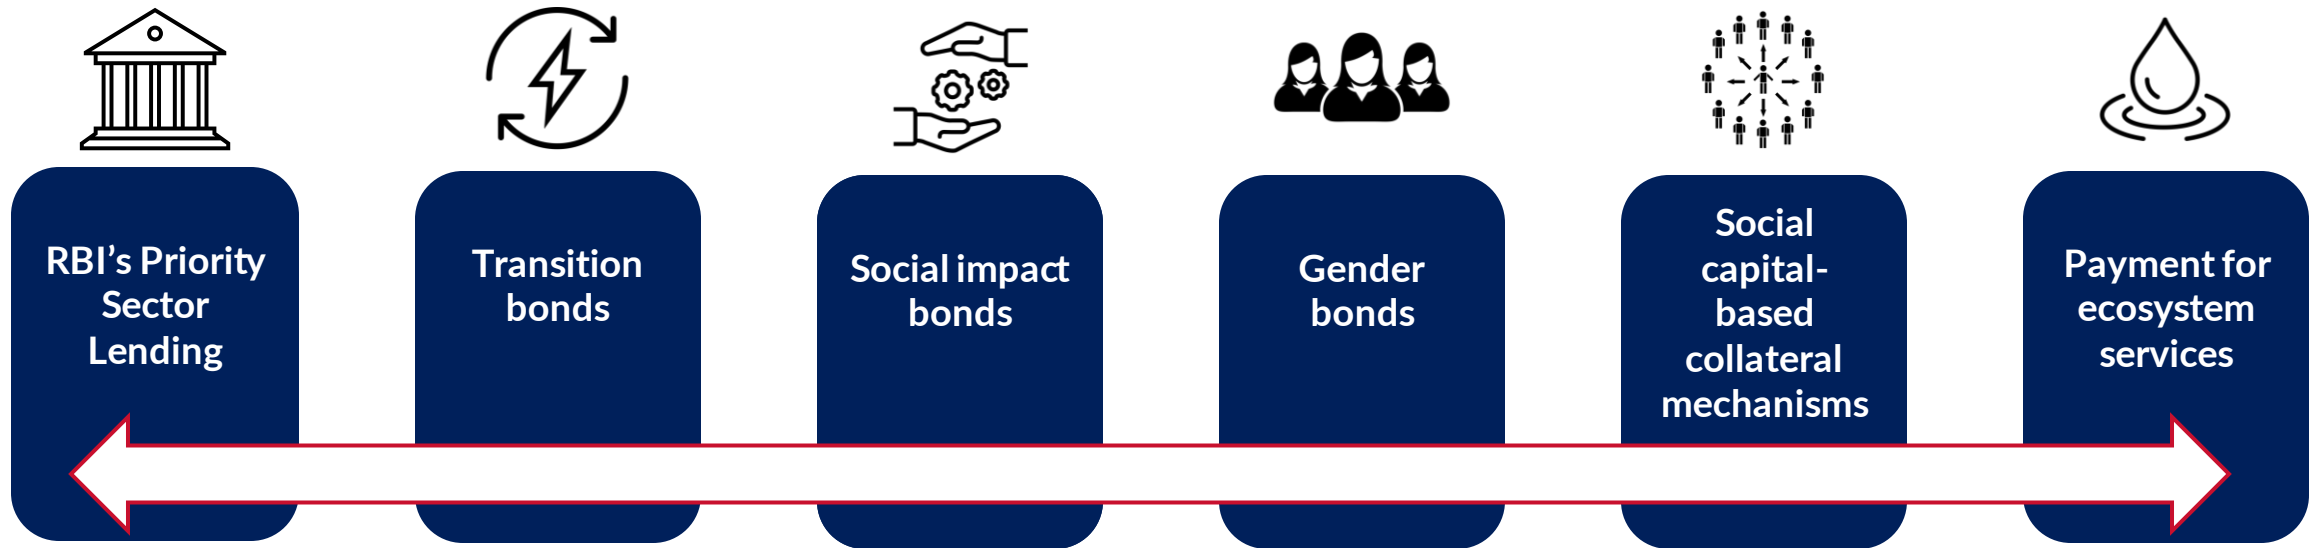 RBI’s Priority
Sector
Lending
Transition
bonds
Social impact
bonds
Gender
bonds
Social
capital-
based
collateral
mechanisms
Payment for
ecosystem
services